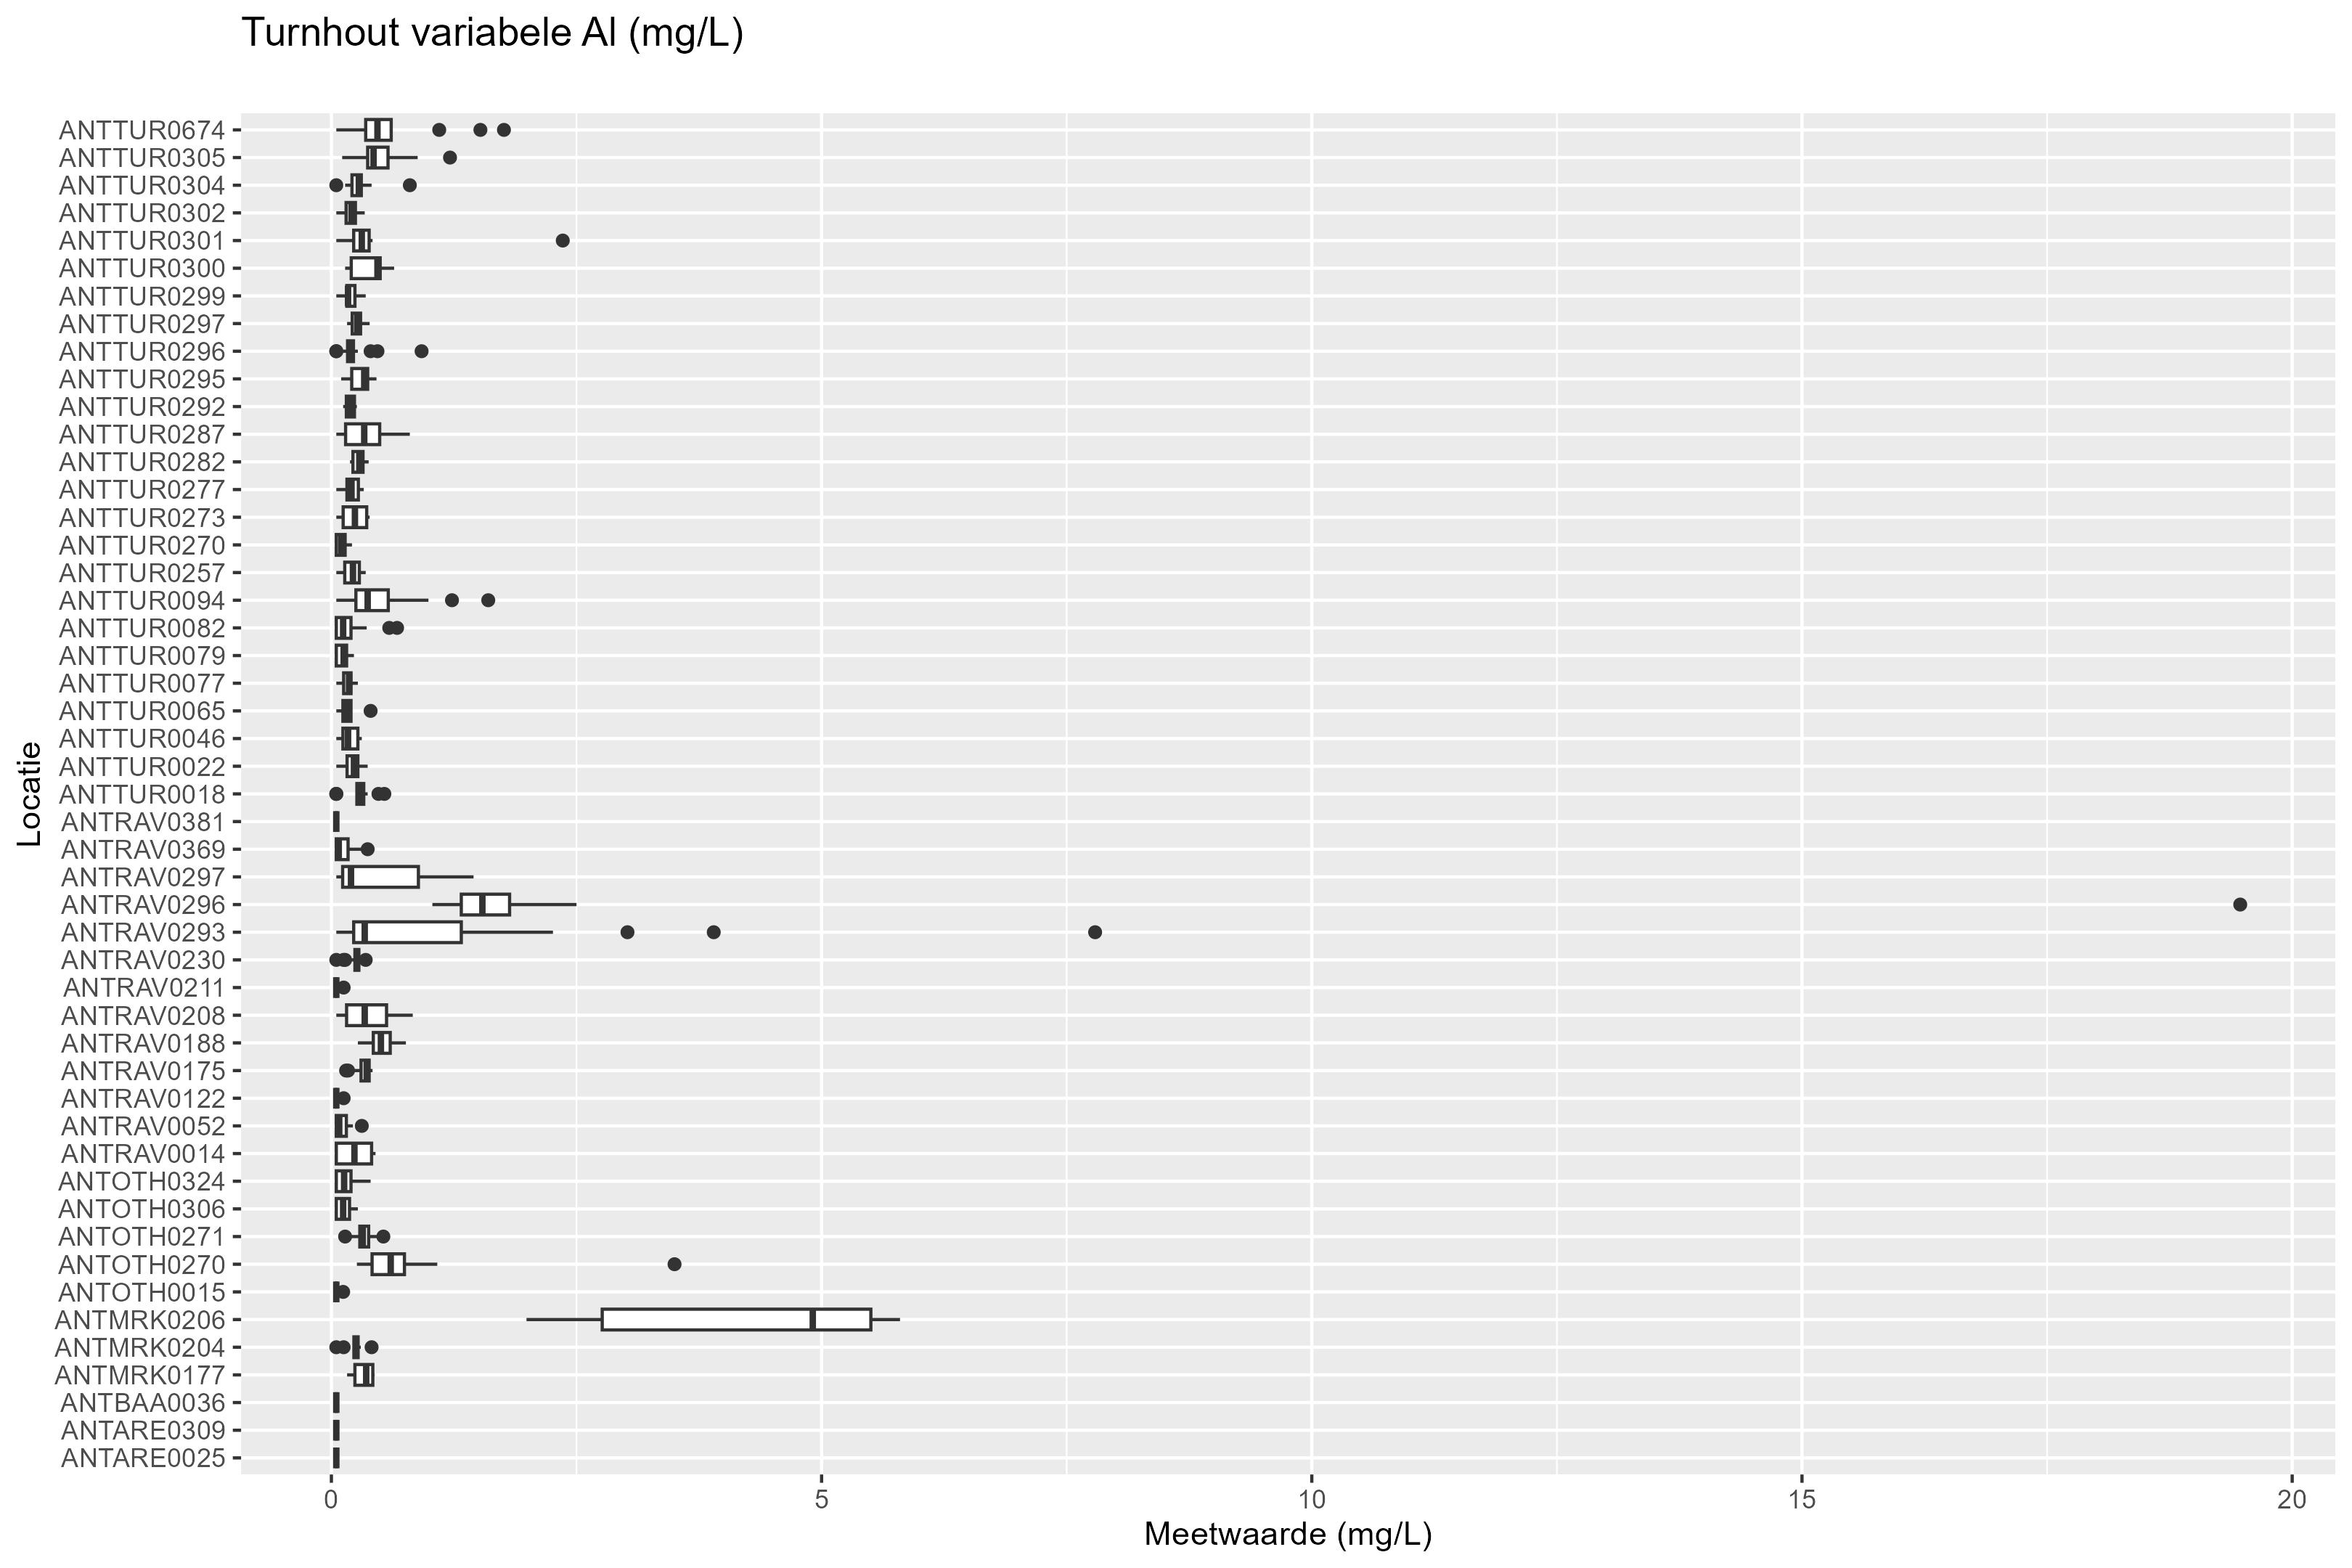 Turnhout variabele Al (mg/L)
ANTTUR0674
ANTTUR0305
ANTTUR0304
ANTTUR0302
ANTTUR0301
ANTTUR0300
ANTTUR0299
ANTTUR0297
ANTTUR0296
ANTTUR0295
ANTTUR0292
ANTTUR0287
ANTTUR0282
ANTTUR0277
ANTTUR0273
ANTTUR0270
ANTTUR0257
ANTTUR0094
ANTTUR0082
ANTTUR0079
ANTTUR0077
ANTTUR0065
ANTTUR0046
ANTTUR0022
ANTTUR0018
ANTRAV0381
ANTRAV0369
ANTRAV0297
ANTRAV0296
ANTRAV0293
ANTRAV0230
ANTRAV0211
ANTRAV0208
ANTRAV0188
ANTRAV0175
ANTRAV0122
ANTRAV0052
ANTRAV0014
ANTOTH0324
ANTOTH0306
ANTOTH0271
ANTOTH0270
ANTOTH0015
ANTMRK0206
ANTMRK0204
ANTMRK0177
ANTBAA0036
ANTARE0309
ANTARE0025
Locatie
0 5 10 15 20
Meetwaarde (mg/L)